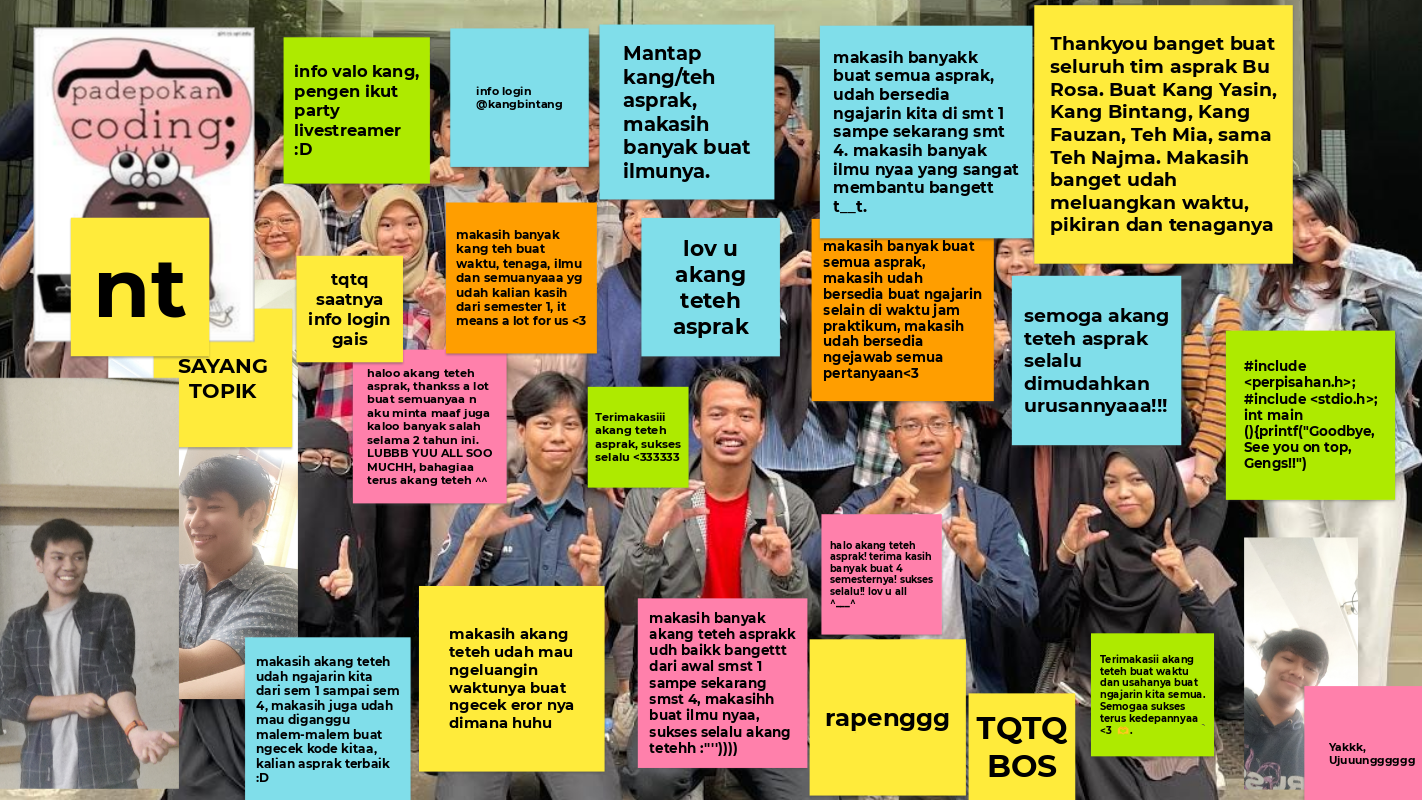 padepokan
coding;
nt
info valo kang,
pengen ikut
party
livestreamer
:D
info login
@kangbintang
Mantap
kang/teh
asprak,
makasih
banyak buat
ilmunya.
makasih banyakk
buat semua asprak,
udah bersedia
ngajarin kita di smt 1
sampe sekarang smt
4. makasih banyak
ilmu nyaa yang sangat
membantu bangett
t__t.
Thankyou banget buat
seluruh tim asprak Bu
Rosa. Buat Kang Yasin,
Kang Bintang, Kang
Fauzan, Teh Mia, sama
Teh Najma. Makasih
banget udah
meluangkan waktu,
pikiran dan tenaganya
tqtq
saatnya
info login
gais
makasih banyak
kang teh buat
waktu, tenaga, ilmu
dan semuanyaaa yg
udah kalian kasih
dari semester 1, it
means a lot for us <3
lov u
akang
teteh
asprak
makasih banyak buat
semua asprak,
makasih udah
bersedia buat ngajarin
selain di waktu jam
praktikum, makasih
udah bersedia
ngejawab semua
pertanyaan<3
semoga akang
teteh asprak
selalu
dimudahkan
urusannyaaa!!!
#include
<perpisahan.h>;
#include <stdio.h>;
int main
(){printf("Goodbye,
See you on top,
Gengs!!")
SAYANG
TOPIK
haloo akang teteh
asprak, thankss a lot
buat semuanyaa n
aku minta maaf juga
kaloo banyak salah
selama 2 tahun ini.
LUBBB YUU ALL SOO
MUCHH, bahagiaa
terus akang teteh ^^
Terimakasiii
akang teteh
asprak, sukses
selalu <333333
halo akang teteh
asprak! terima kasih
banyak buat 4
semesternya! sukses
selalu!! lov u all
^___^
makasih akang teteh
udah ngajarin kita
dari sem 1 sampai sem
4, makasih juga udah
mau diganggu
malem-malem buat
ngecek kode kitaa,
kalian asprak terbaik
:D
makasih akang
teteh udah mau
ngeluangin
waktunya buat
ngecek eror nya
dimana huhu
makasih banyak
akang teteh asprakk
udh baikk bangettt
dari awal smst 1
sampe sekarang
smst 4, makasihh
buat ilmu nyaa,
sukses selalu akang
tetehh :"''))))
rapenggg
TQTQ
BOS
Terimakasii akang
teteh buat waktu
dan usahanya buat
ngajarin kita semua.
Semogaa sukses
terus kedepannyaa
<3
Yakkk,
Ujuuungggggg